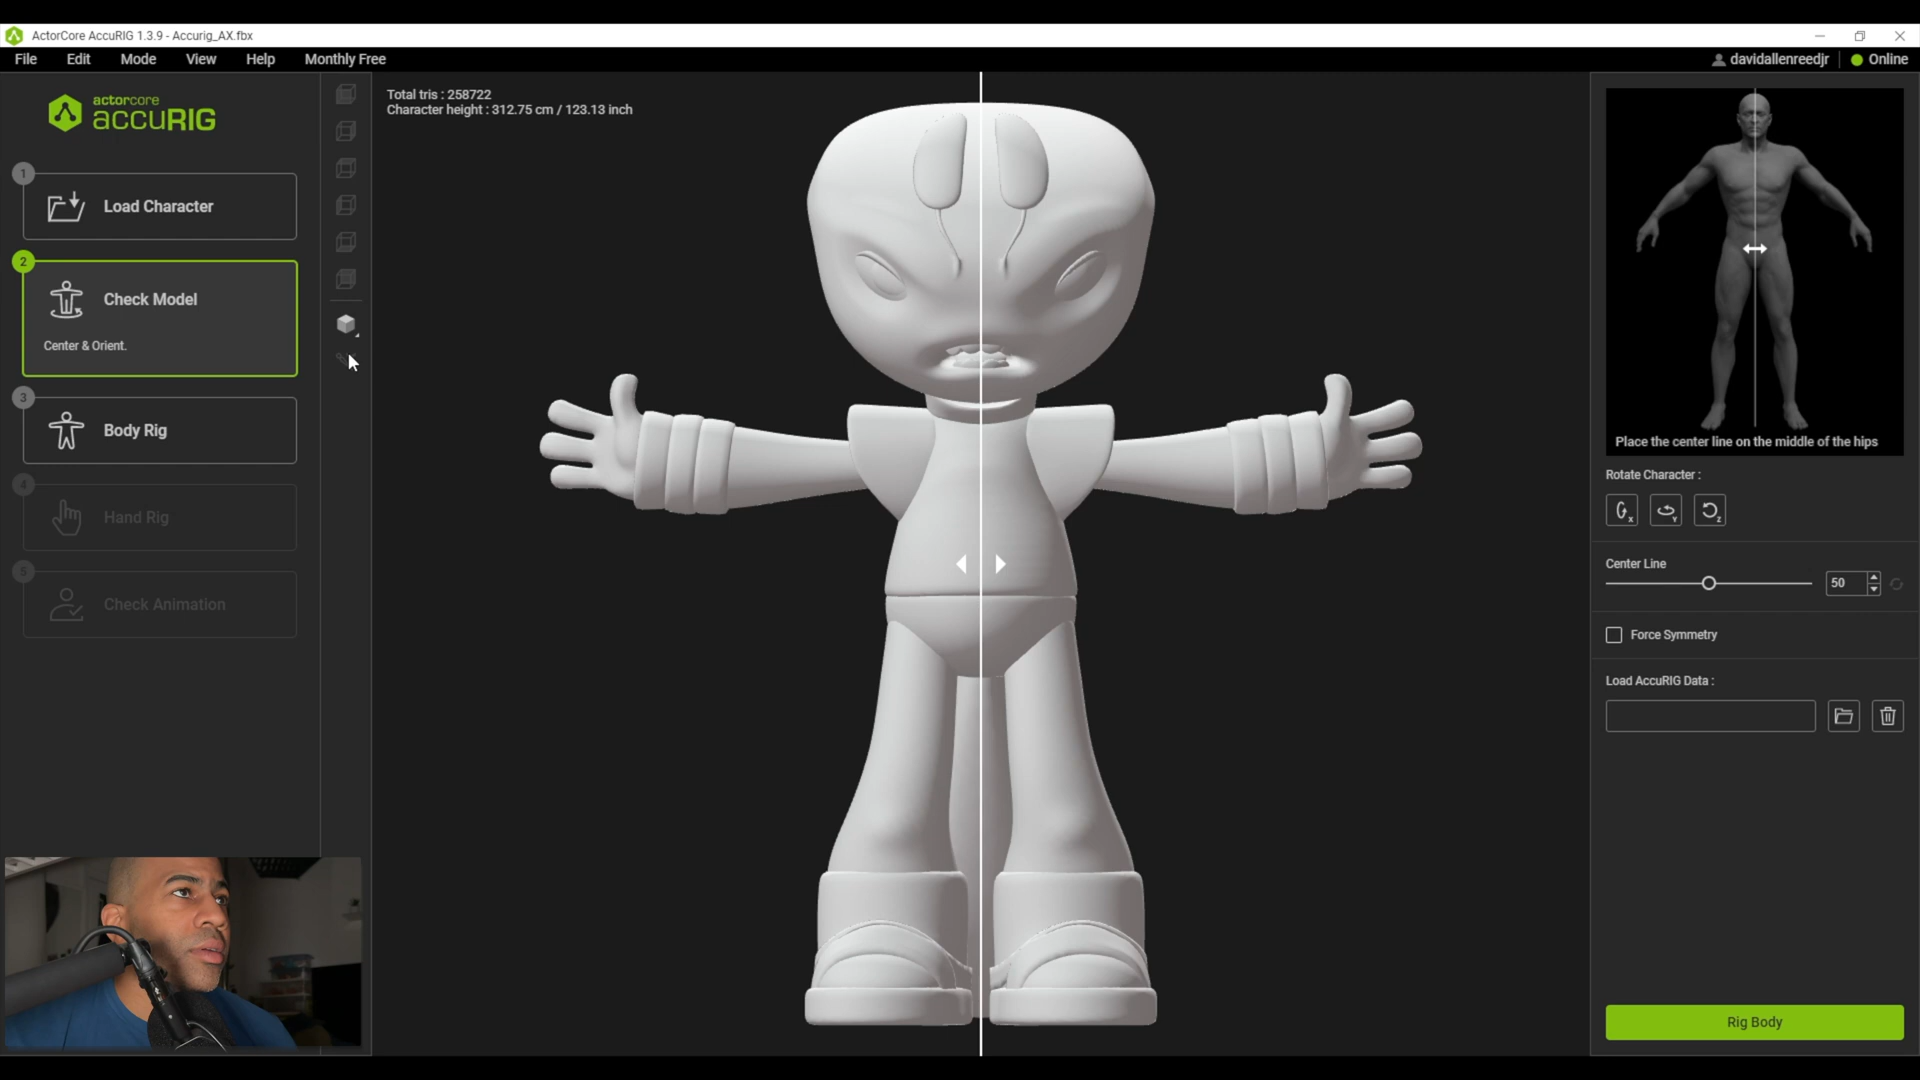 ActorCore AccuRIG 1.3.9 - Accurig_AX.fbx
File Edit Mode View Help Monthly Free
davidallenreedjr Online
actorcore
accuRIG
1
Load Character
2
Check Model
Center & Orient.
3
Body Rig
4
Hand Rig
5
Check Animation
Total tris : 258722
Character height : 312.75 cm / 123.13 inch
Place the center line on the middle of the hips
Rotate Character :
X Y Z
Center Line
50
Force Symmetry
Load AccuRIG Data :
Rig Body